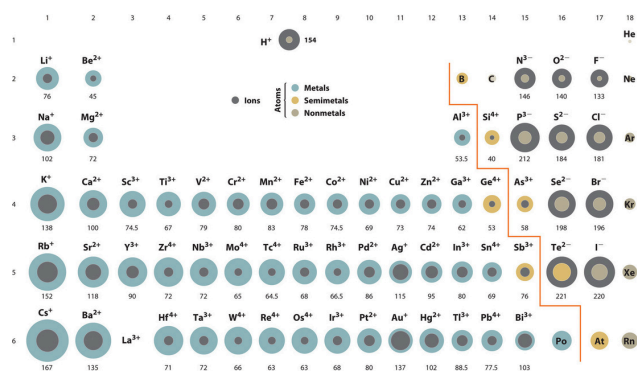 1 2 3 4 5 6 7 8 9 10 11 12 13 14 15 16 17 18
1 H⁺ 154 He
Li⁺ Be²⁺ N³⁻ O²⁻ F⁻
2 B C Ne
76 45 146 140 133
Ions
Atoms
Metals
Semimetals
Nonmetals
Na⁺ Mg²⁺ Al³⁺ Si⁴⁺ P³⁻ S²⁻ Cl⁻
3 Ar
102 72 53.5 40 212 184 181
K⁺ Ca²⁺ Sc³⁺ Ti³⁺ V²⁺ Cr²⁺ Mn²⁺ Fe²⁺ Co²⁺ Ni²⁺ Cu²⁺ Zn²⁺ Ga³⁺ Ge⁴⁺ As³⁺ Se²⁻ Br⁻
4 Kr
138 100 74.5 67 79 80 83 78 74.5 69 73 74 62 53 58 198 196
Rb⁺ Sr²⁺ Y³⁺ Zr⁴⁺ Nb³⁺ Mo⁴⁺ Tc⁴⁺ Ru³⁺ Rh³⁺ Pd²⁺ Ag⁺ Cd²⁺ In³⁺ Sn⁴⁺ Sb³⁺ Te²⁻ I⁻
5 Xe
152 118 90 72 72 65 64.5 68 66.5 86 115 95 80 69 76 221 220
Cs⁺ Ba²⁺ Hf⁴⁺ Ta³⁺ W⁴⁺ Re⁴⁺ Os⁴⁺ Ir³⁺ Pt²⁺ Au⁺ Hg²⁺ Tl³⁺ Pb⁴⁺ Bi³⁺
6 La³⁺ Po At Rn
167 135 71 72 66 63 63 68 80 137 102 88.5 77.5 103